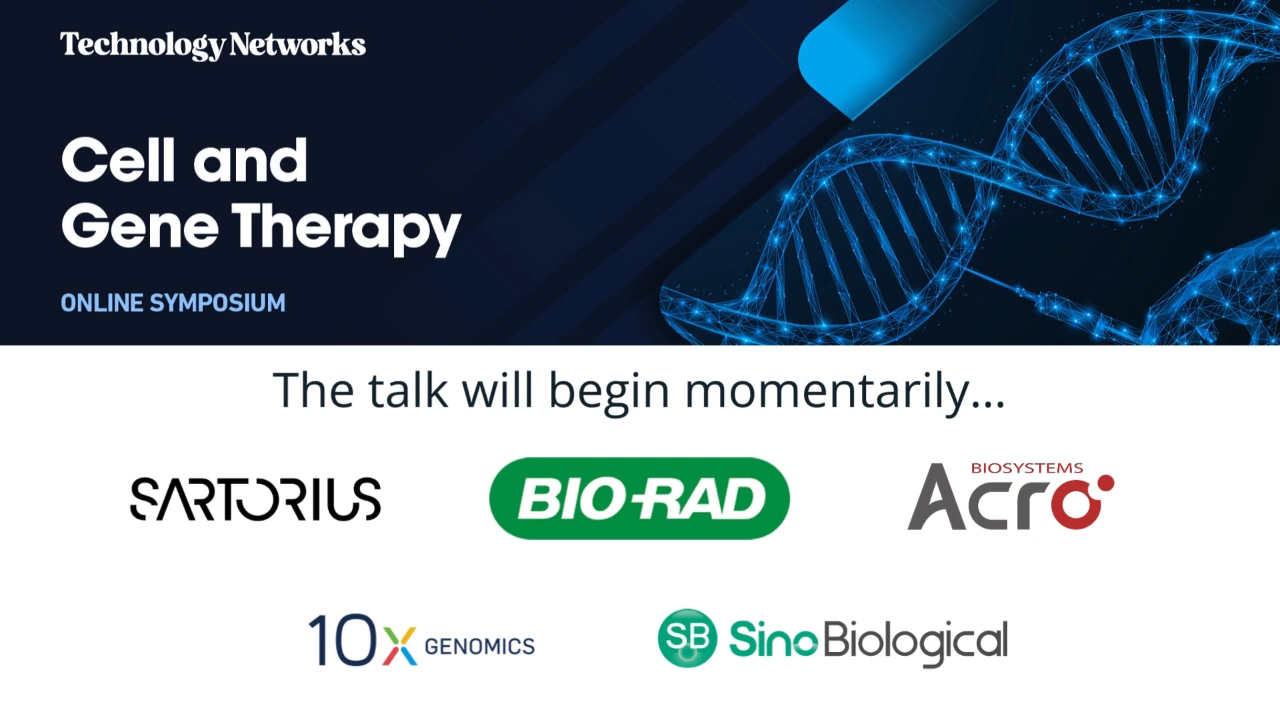 Technology Networks
Cell and
Gene Therapy
ONLINE SYMPOSIUM
The talk will begin momentarily...
SARTORIUS
BIO-RAD
BIOSYSTEMS
Acro
10x GENOMICS
SB SinoBiological